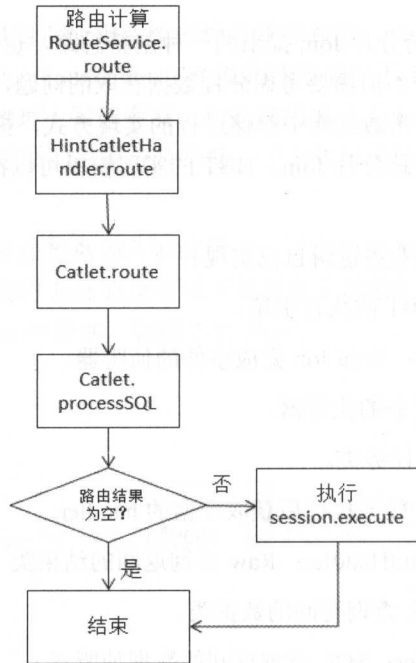 路由计算
RouteService.
route
HintCatletHa
ndler.route
Catlet.route
Catlet.
processSQL
路由结果
为空?
否
执行
session.execute
是
结束